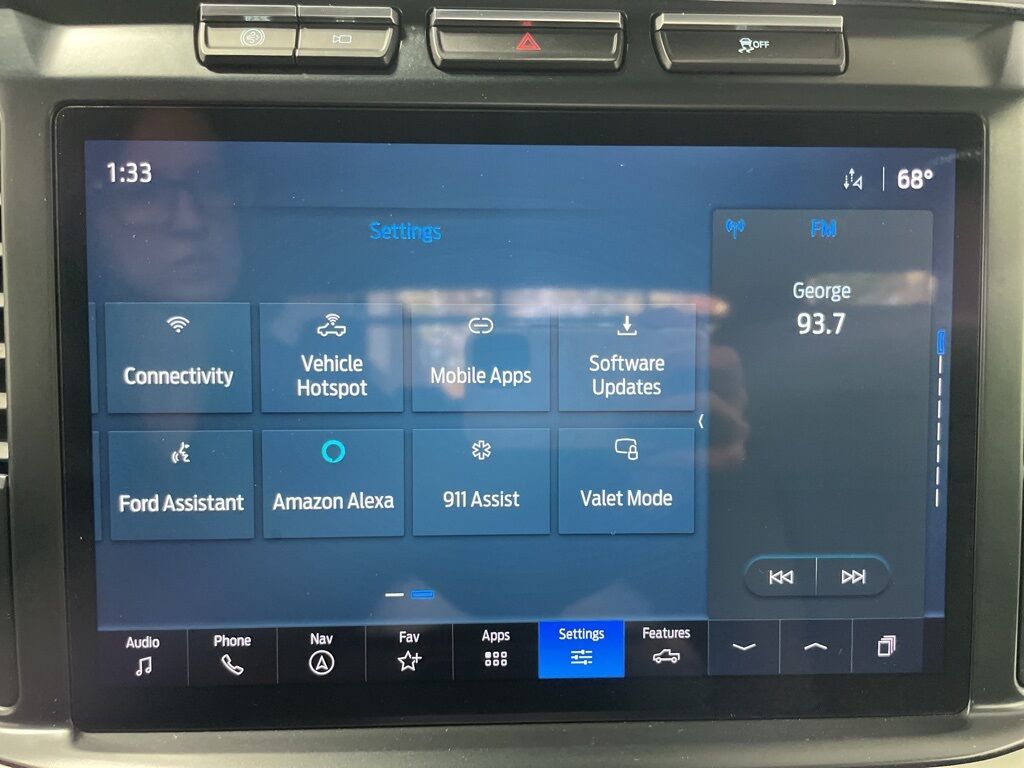 OFF
1:33
68°
Settings
FM
George
93.7
Connectivity
Vehicle
Hotspot
Mobile Apps
Software
Updates
Ford Assistant
Amazon Alexa
911 Assist
Valet Mode
Audio
Phone
Nav
Fav
Apps
Settings
Features